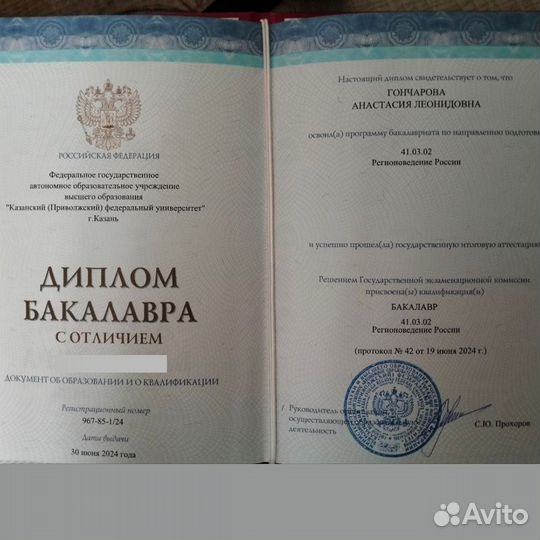 РОССИЙСКАЯ ФЕДЕРАЦИЯ
Федеральное государственное
автономное образовательное учреждение
высшего образования
"Казанский (Приволжский) федеральный университет"
г.Казань
ДИПЛОМ
БАКАЛАВРА
С ОТЛИЧИЕМ
ДОКУМЕНТ ОБ ОБРАЗОВАНИИ И О КВАЛИФИКАЦИИ
Регистрационный номер
967-85-1/24
Дата выдачи
30 июня 2024 года
Настоящий диплом свидетельствует о том, что
ГОНЧАРОВА
АНАСТАСИЯ ЛЕОНИДОВНА
освоил(а) программу бакалавриата по направлению подготовк
41.03.02
Регионоведение России
и успешно прошел(ла) государственную итоговую аттестацию
Решением Государственной экзаменационной комиссии
присвоена(ы) квалификация(и)
БАКАЛАВР
41.03.02
Регионоведение России
(протокол № 42 от 19 июня 2024 г.)
Руководитель организации,
осуществляющей образовательную
деятельность
С.Ю. Прохоров
Avito